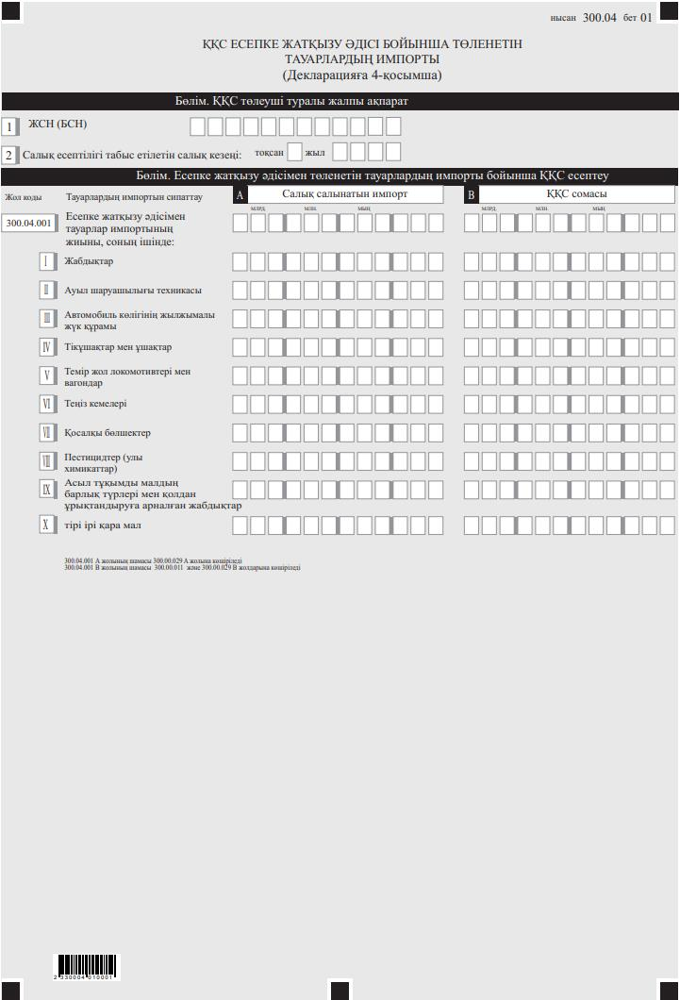 нысан 300.04 бет 01
ҚҚС ЕСЕПКЕ ЖАТҚЫЗУ ӘДІСІ БОЙЫНША ТӨЛЕНЕТІН
ТАУАРЛАРДЫҢ ИМПОРТЫ
(Декларацияға 4-қосымша)
Бөлім. ҚҚС төлеуші туралы жалпы ақпарат
1 ЖСН (БСН)
2 Салық есептілігі табыс етілетін салық кезеңі: тоқсан жыл
Бөлім. Есепке жатқызу әдісімен төленетін тауарлардың импорты бойынша ҚҚС есептеу
Жол коды Тауарлардың импортын сипаттау A Салық салынатын импорт B ҚҚС сомасы
млрд. млн. мың млрд. млн. мың
300.04.001 Есепке жатқызу әдісімен
тауарлар импортының
жиыны, соның ішінде:
I Жабдықтар
II Ауыл шаруашылығы техникасы
III Автомобиль көлігінің жылжымалы
жүк құрамы
IV Тікұшақтар мен ұшақтар
V Темір жол локомотивтері мен
вагондар
VI Теңіз кемелері
VII Қосалқы бөлшектер
VIII Пестицидтер (улы
химикаттар)
IX Асыл тұқымды малдың
барлық түрлері мен қолдан
ұрықтандыруға арналған жабдықтар
X тірі ірі қара мал
300.04.001 А жолының шамасы 300.00.029 А жолына көшіріледі
300.04.001 В жолының шамасы 300.00.011 және 300.00.029 В жолдарына көшіріледі
2 330004 010001